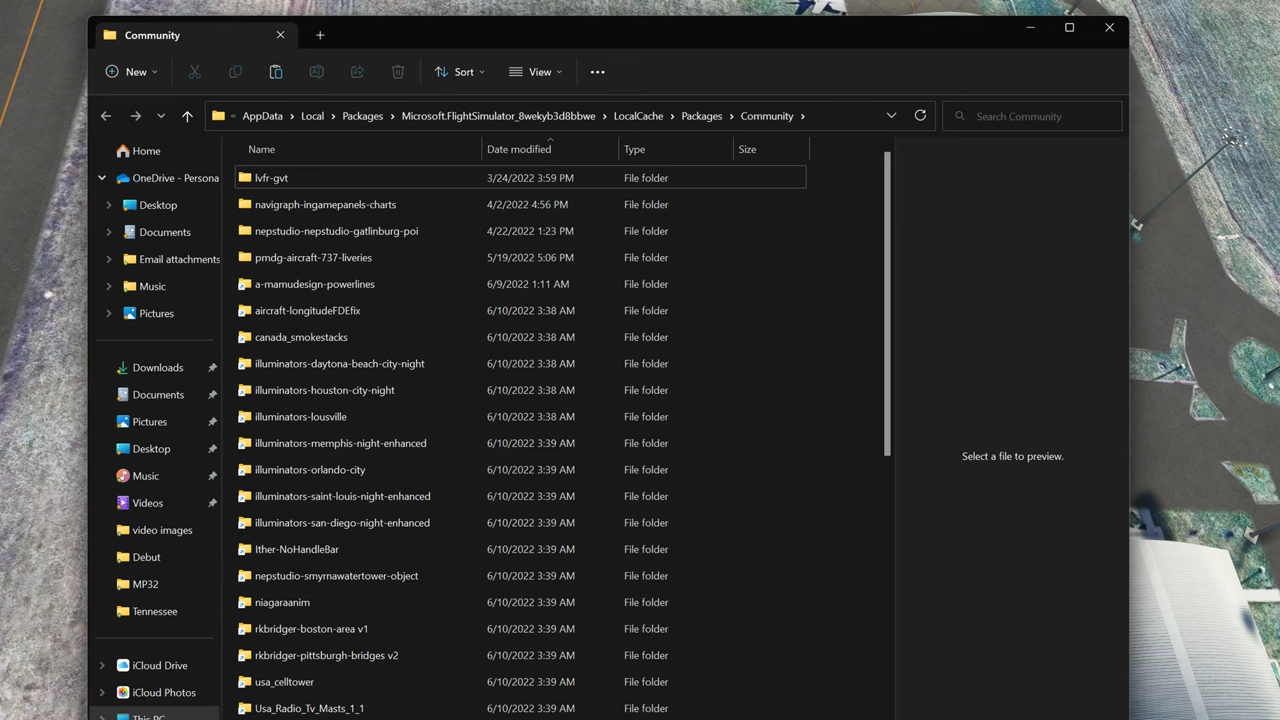 Community
New
Sort
View
AppData
Local
Packages
Microsoft.FlightSimulator_8wekyb3d8bbwe
LocalCache
Packages
Community
Search Community
Home
OneDrive - Persona
Desktop
Documents
Email attachments
Music
Pictures
Downloads
Documents
Pictures
Desktop
Music
Videos
video images
Debut
MP32
Tennessee
iCloud Drive
iCloud Photos
This PC
Name Date modified Type Size
lvfr-gvt 3/24/2022 3:59 PM File folder
navigraph-ingamepanels-charts 4/2/2022 4:56 PM File folder
nepstudio-nepstudio-gatlinburg-poi 4/22/2022 1:23 PM File folder
pmdg-aircraft-737-liveries 5/19/2022 5:06 PM File folder
a-mamudesign-powerlines 6/9/2022 1:11 AM File folder
aircraft-longitudeFDEfix 6/10/2022 3:38 AM File folder
canada_smokestacks 6/10/2022 3:38 AM File folder
illuminators-daytona-beach-city-night 6/10/2022 3:38 AM File folder
illuminators-houston-city-night 6/10/2022 3:38 AM File folder
illuminators-lousville 6/10/2022 3:38 AM File folder
illuminators-memphis-night-enhanced 6/10/2022 3:39 AM File folder
illuminators-orlando-city 6/10/2022 3:39 AM File folder
illuminators-saint-louis-night-enhanced 6/10/2022 3:39 AM File folder
illuminators-san-diego-night-enhanced 6/10/2022 3:39 AM File folder
lther-NoHandleBar 6/10/2022 3:39 AM File folder
nepstudio-smyrnawatertower-object 6/10/2022 3:39 AM File folder
niagaraanim 6/10/2022 3:39 AM File folder
rkbridger-boston-area v1 6/10/2022 3:39 AM File folder
rkbridger-pittsburgh-bridges v2 6/10/2022 3:39 AM File folder
usa_celltower 6/10/2022 3:39 AM File folder
Usa_Radio_Tv_Masts_1_1 6/10/2022 3:39 AM File folder
Select a file to preview.